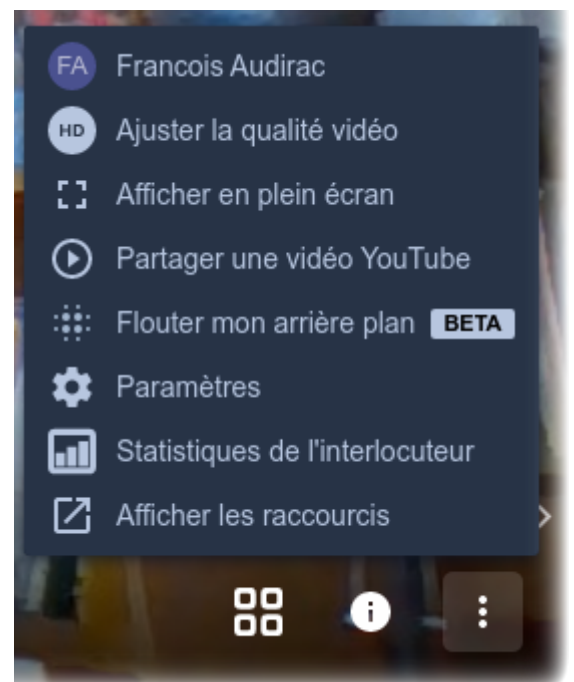 FA Francois Audirac
HD Ajuster la qualité vidéo
Afficher en plein écran
Partager une vidéo YouTube
Flouter mon arrière plan BETA
Paramètres
Statistiques de l'interlocuteur
Afficher les raccourcis